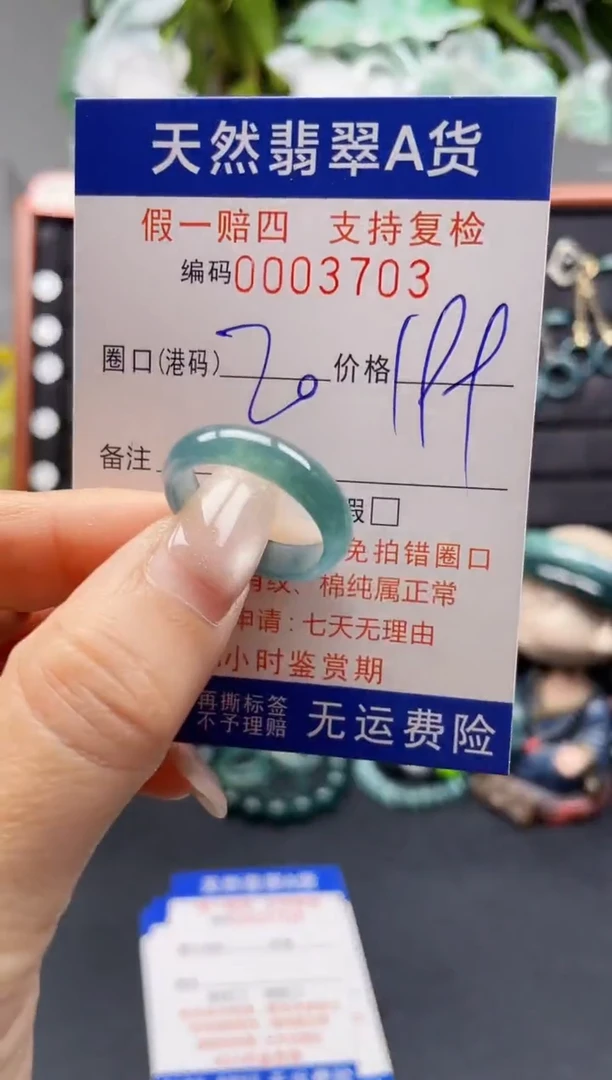 天然翡翠A货
假一赔四 支持复检
编码0003703
圈口(港码) 20 价格 199
备注
假□
免拍错圈口
纹、棉纯属正常
申请:七天无理由
小时鉴赏期
再撕标签
不予理赔
无运费险